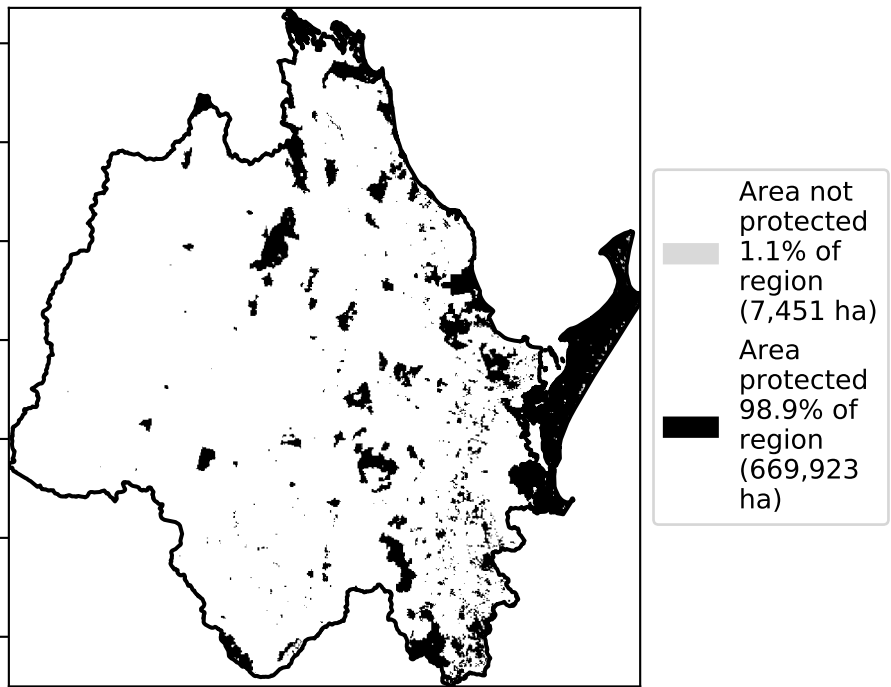 Area not
protected
1.1% of
region
(7,451 ha)
Area
protected
98.9% of
region
(669,923
ha)